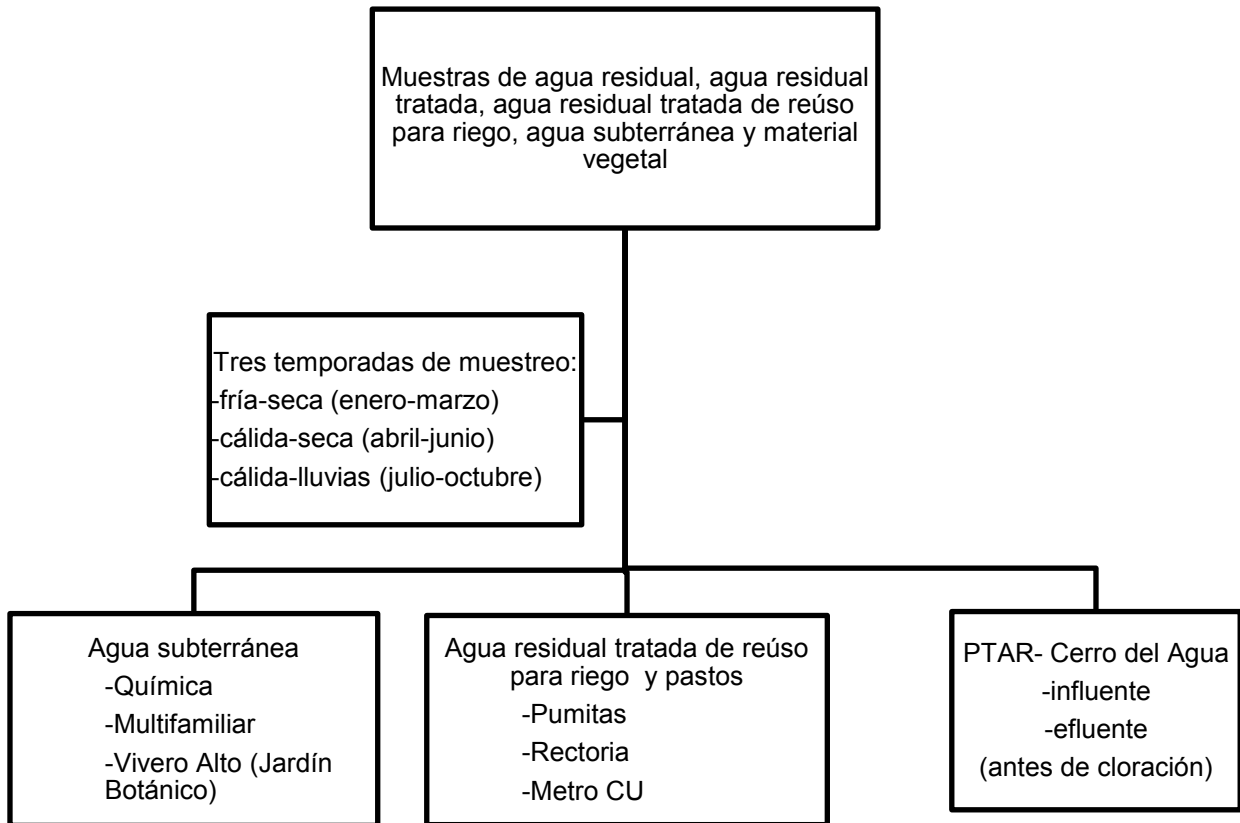 Muestras de agua residual, agua residual
tratada, agua residual tratada de reúso
para riego, agua subterránea y material
vegetal
Tres temporadas de muestreo:
-fría-seca (enero-marzo)
-cálida-seca (abril-junio)
-cálida-lluvias (julio-octubre)
Agua subterránea
-Química
-Multifamiliar
-Vivero Alto (Jardín
Botánico)
Agua residual tratada de reúso
para riego y pastos
-Pumitas
-Rectoria
-Metro CU
PTAR- Cerro del Agua
-influente
-efluente
(antes de cloración)